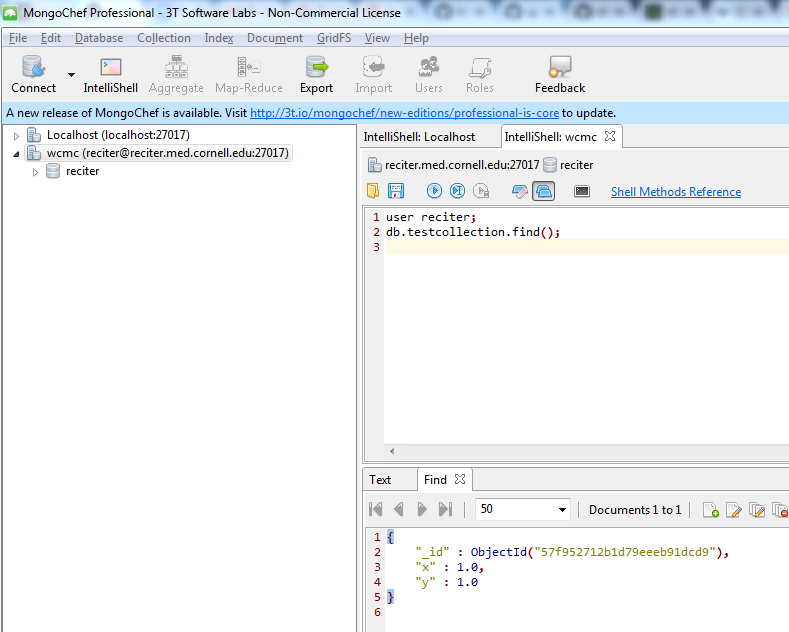 MongoChef Professional - 3T Software Labs - Non-Commercial License
File Edit Database Collection Index Document GridFS View Help
Connect IntelliShell Aggregate Map-Reduce Export Import Users Roles Feedback
A new release of MongoChef is available. Visit http://3t.io/mongochef/new-editions/professional-is-core to update.
Localhost (localhost:27017)
wcmc (reciter@reciter.med.cornell.edu:27017)
reciter
IntelliShell: Localhost IntelliShell: wcmc
reciter.med.cornell.edu:27017 reciter
Shell Methods Reference
1 user reciter;
2 db.testcollection.find();
3
Text Find
50 Documents 1 to 1
1 {
2 "_id" : ObjectId("57f952712b1d79eeeb91dcd9"),
3 "x" : 1.0,
4 "y" : 1.0
5 }
6